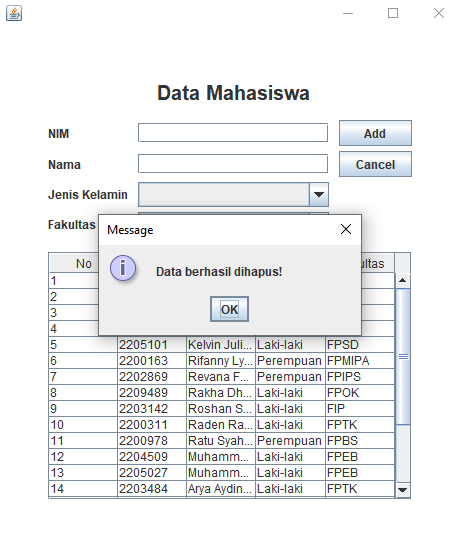 Data Mahasiswa
NIM
Add
Nama
Cancel
Jenis Kelamin
Fakultas
Message
Data berhasil dihapus!
OK
No ultas
1
2
3
4
5 2205101 Kelvin Juli... Laki-laki FPSD
6 2200163 Rifanny Ly... Perempuan FPMIPA
7 2202869 Revana F... Perempuan FPIPS
8 2209489 Rakha Dh... Laki-laki FPOK
9 2203142 Roshan S... Laki-laki FIP
10 2200311 Raden Ra... Laki-laki FPTK
11 2200978 Ratu Syah... Perempuan FPBS
12 2204509 Muhamm... Laki-laki FPEB
13 2205027 Muhamm... Laki-laki FPEB
14 2203484 Arya Aydin... Laki-laki FPTK